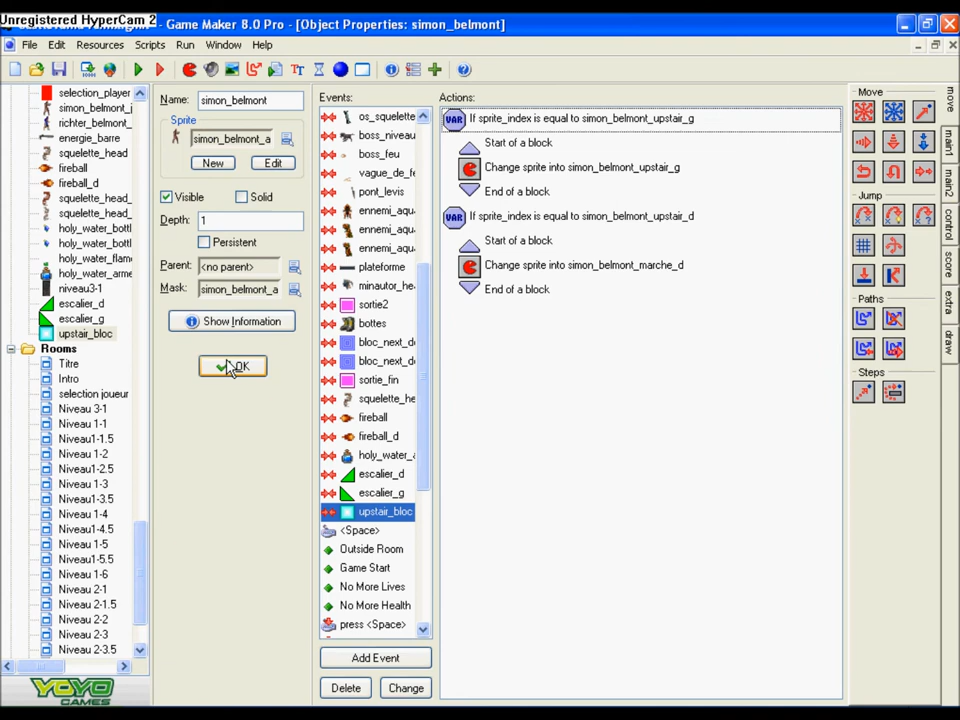 Unregistered HyperCam 2
Game Maker 8.0 Pro - [Object Properties: simon_belmont]
File Edit Resources Scripts Run Window Help
selection_player
simon_belmont_i
richter_belmont_
energie_barre
squelette_head
fireball
fireball_d
squelette_head_
squelette_head_
holy_water_bottl
holy_water_bottl
holy_water_flam
holy_water_arme
niveau3-1
escalier_d
escalier_g
upstair_bloc
Rooms
Titre
Intro
selection joueur
Niveau 3-1
Niveau 1-1
Niveau1-1.5
Niveau 1-2
Niveau1-2.5
Niveau 1-3
Niveau1-3.5
Niveau 1-4
Niveau1-4.5
Niveau 1-5
Niveau1-5.5
Niveau 1-6
Niveau 2-1
Niveau 2-1.5
Niveau 2-2
Niveau 2-3
Niveau 2-3.5
YOYO
GAMES
Name: simon_belmont
Sprite
simon_belmont_a
New Edit
Visible Solid
Depth: 1
Persistent
Parent: <no parent>
Mask: simon_belmont_a
Show Information
OK
Events:
os_squelette
boss_niveau
boss_feu
vague_de_fe
pont_levis
ennemi_aqu
ennemi_aqu
ennemi_aqu
plateforme
minautor_he
sortie2
bottes
bloc_next_d
bloc_next_d
sortie_fin
squelette_he
fireball
fireball_d
holy_water_a
escalier_d
escalier_g
upstair_bloc
<Space>
Outside Room
Game Start
No More Lives
No More Health
press <Space>
Add Event
Delete Change
Actions:
If sprite_index is equal to simon_belmont_upstair_g
Start of a block
Change sprite into simon_belmont_upstair_g
End of a block
If sprite_index is equal to simon_belmont_upstair_d
Start of a block
Change sprite into simon_belmont_marche_d
End of a block
Move
Jump
Paths
Steps
move
main1
main2
control
score
extra
draw